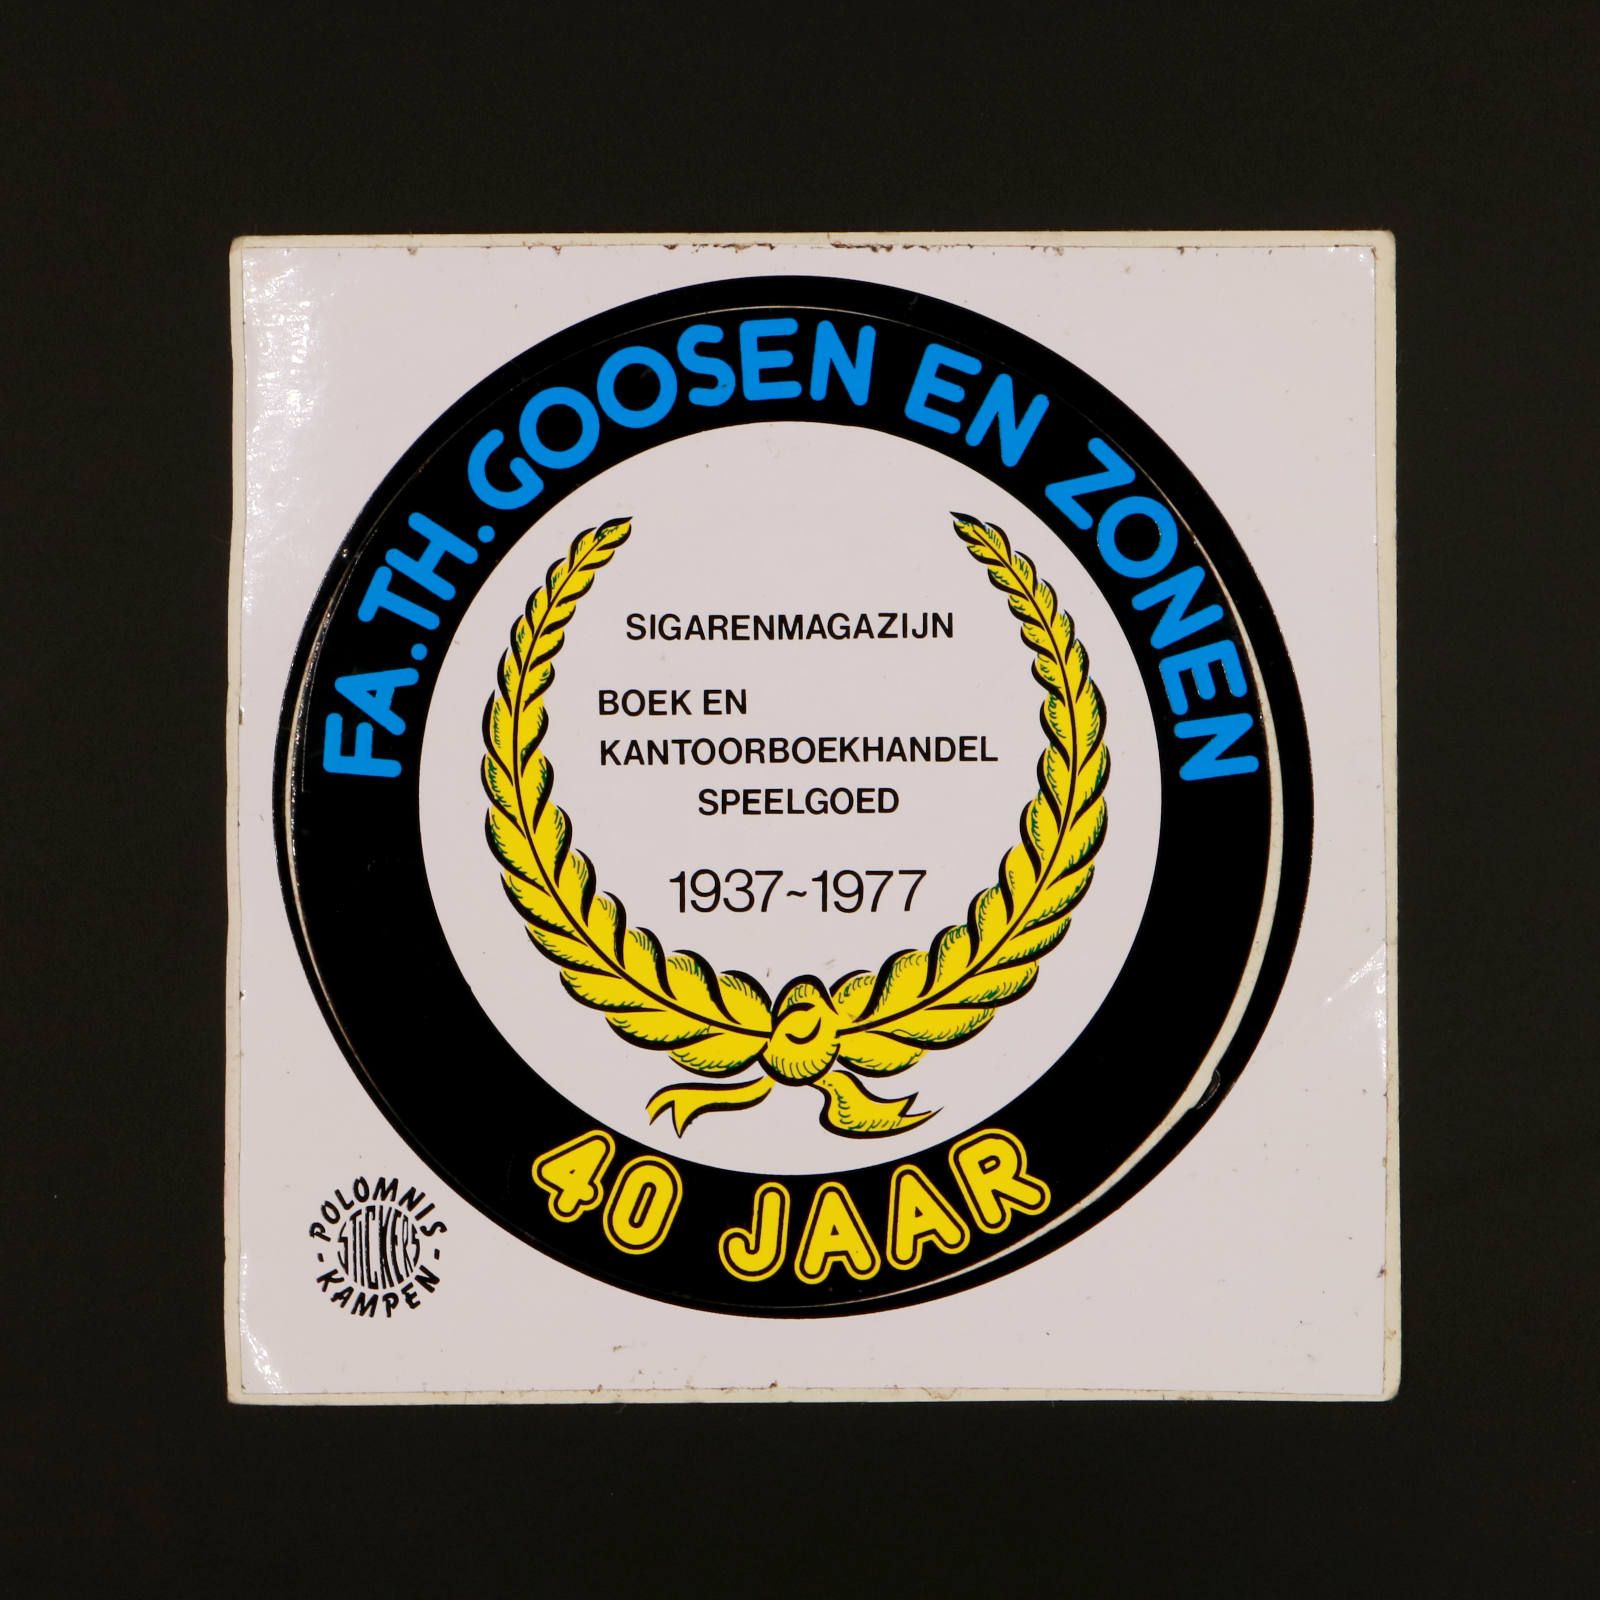 FA.TH.GOOSEN EN ZONEN
SIGARENMAGAZIJN
BOEK EN
KANTOORBOEKHANDEL
SPEELGOED
1937~1977
40 JAAR
POLOMNIS
STICKERS
- KAMPEN -